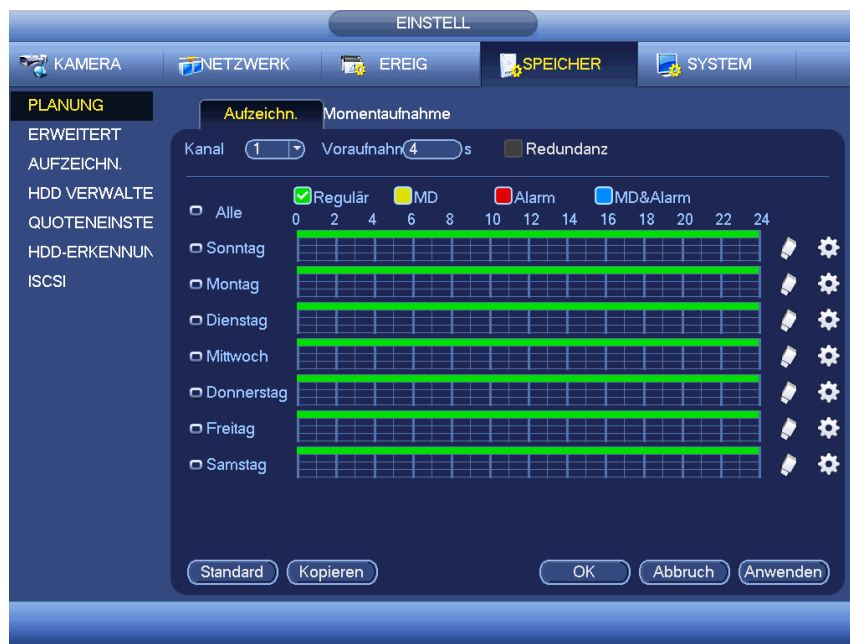 EINSTELL
KAMERA NETZWERK EREIG SPEICHER SYSTEM
PLANUNG
ERWEITERT
AUFZEICHN.
HDD VERWALTE
QUOTENEINSTE
HDD-ERKENNUN
ISCSI
Aufzeichn. Momentaufnahme
Kanal 1 Voraufnahn 4 s Redundanz
Alle Regulär MD Alarm MD&Alarm
0 2 4 6 8 10 12 14 16 18 20 22 24
Sonntag
Montag
Dienstag
Mittwoch
Donnerstag
Freitag
Samstag
Standard Kopieren OK Abbruch Anwenden